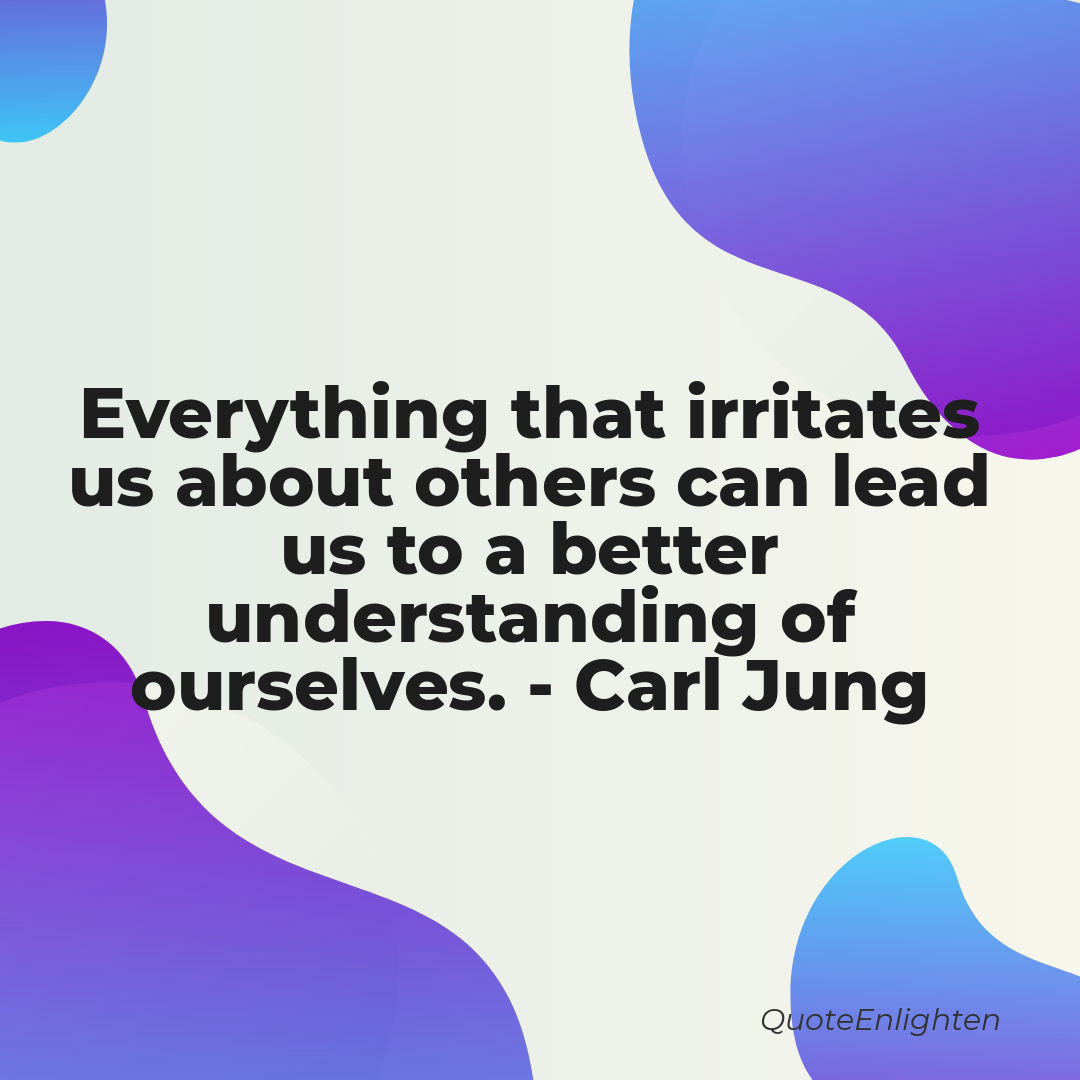 Everything that irritates
us about others can lead
us to a better
understanding of
ourselves. - Carl Jung
QuoteEnlighten